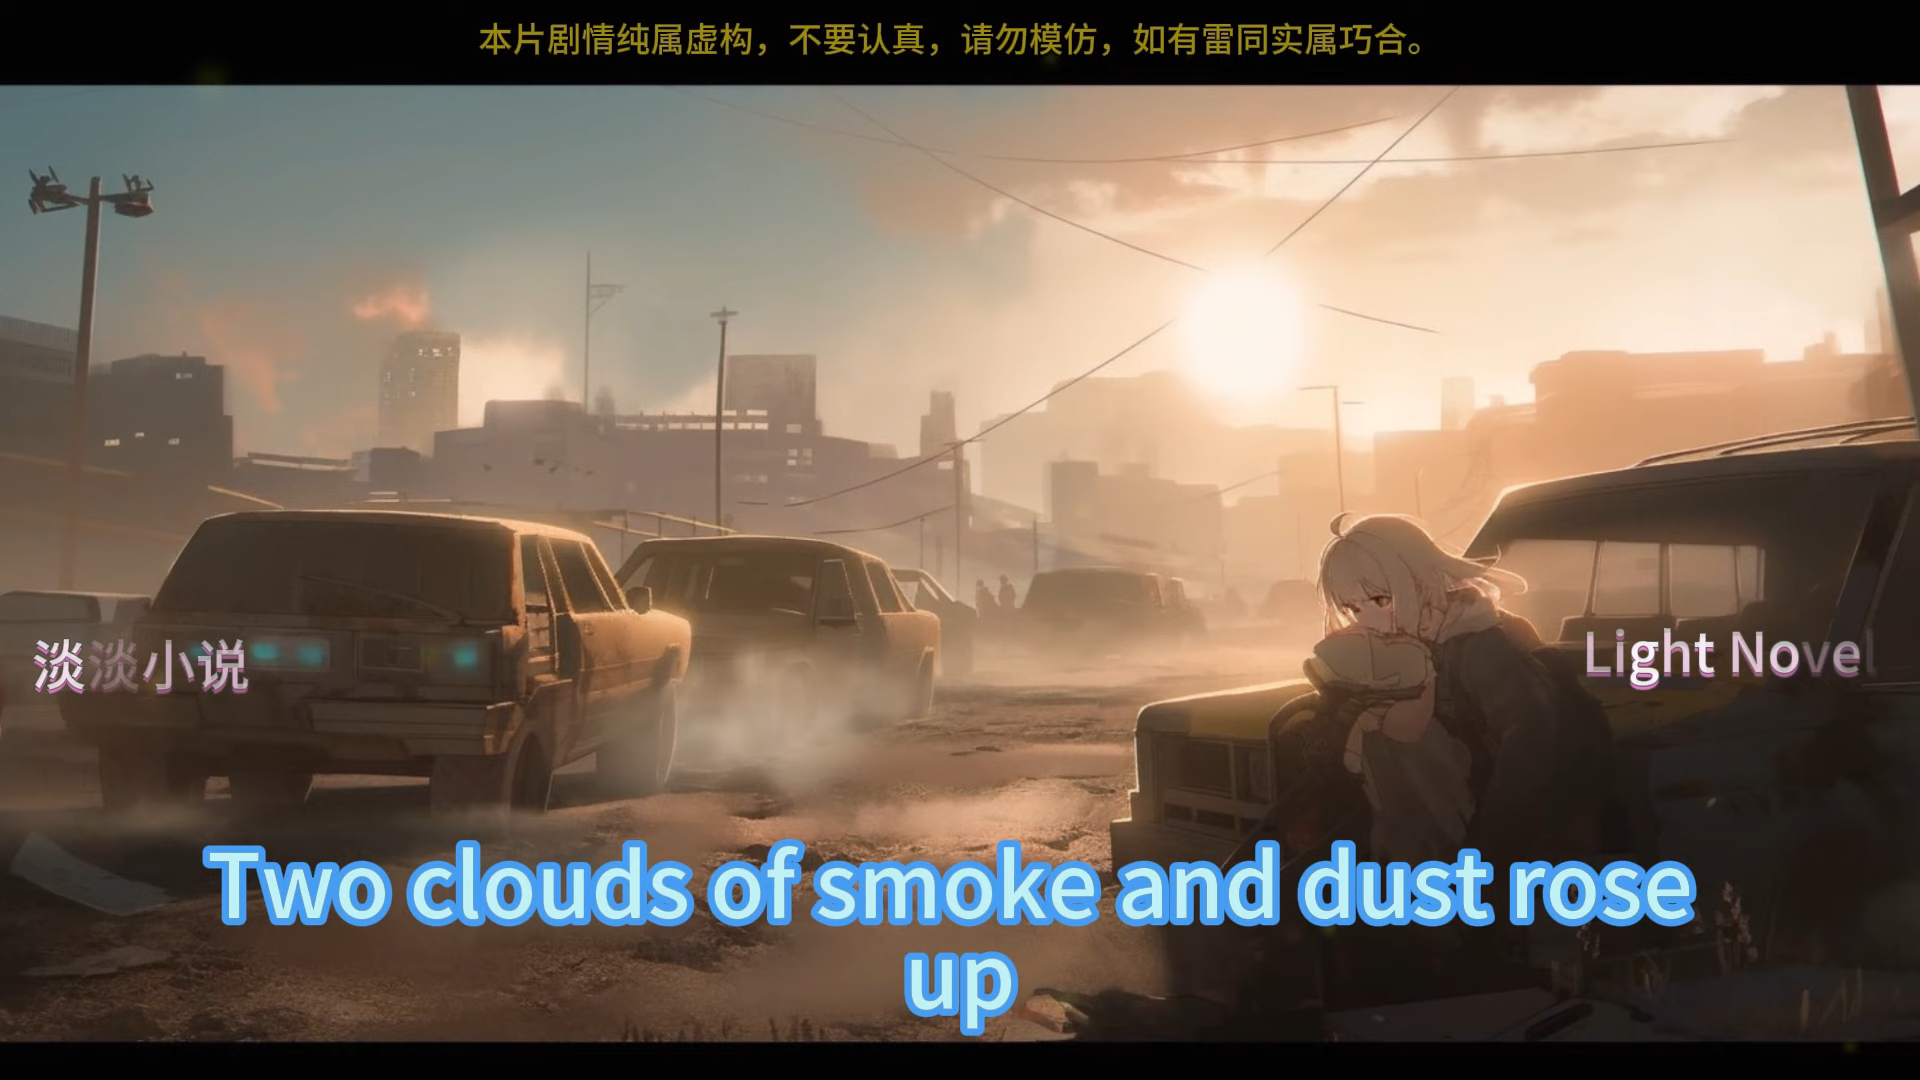 本片剧情纯属虚构，不要认真，请勿模仿，如有雷同实属巧合。
淡淡小说
Light Novel
Two clouds of smoke and dust rose
up